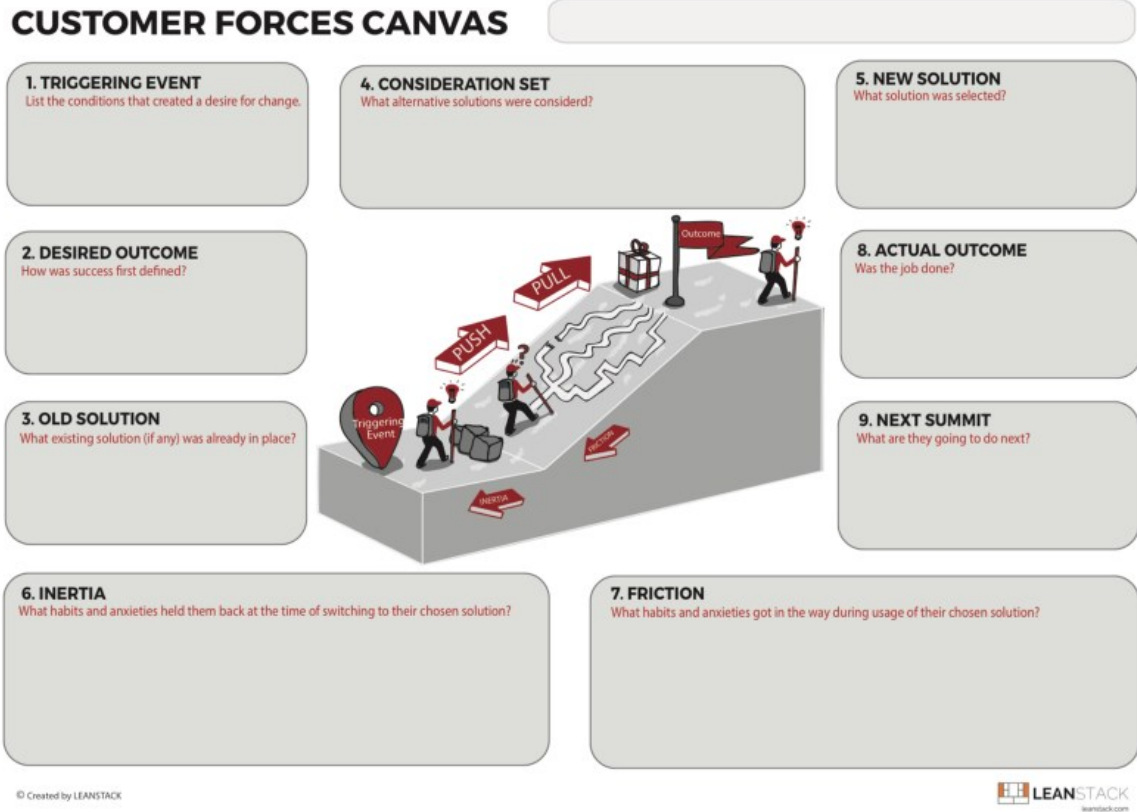 CUSTOMER FORCES CANVAS
1. TRIGGERING EVENT
List the conditions that created a desire for change.
4. CONSIDERATION SET
What alternative solutions were considerd?
5. NEW SOLUTION
What solution was selected?
2. DESIRED OUTCOME
How was success first defined?
8. ACTUAL OUTCOME
Was the job done?
3. OLD SOLUTION
What existing solution (if any) was already in place?
9. NEXT SUMMIT
What are they going to do next?
Outcome
PULL
PUSH
?
Triggering
Event
FRICTION
INERTIA
6. INERTIA
What habits and anxieties held them back at the time of switching to their chosen solution?
7. FRICTION
What habits and anxieties got in the way during usage of their chosen solution?
© Created by LEANSTACK
LEANSTACK
leanstack.com